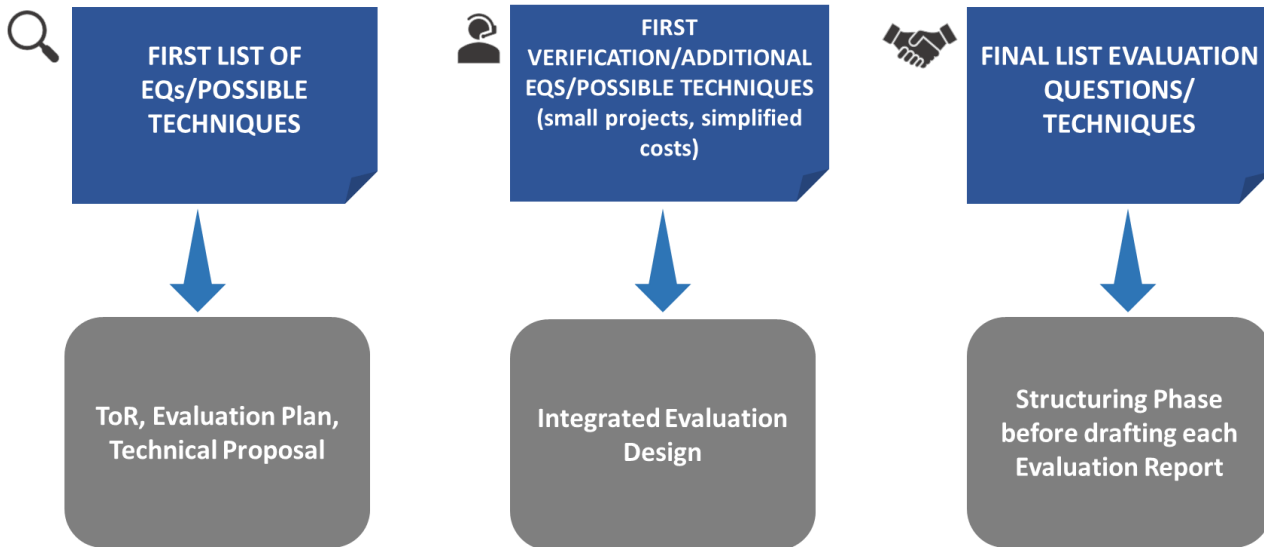 FIRST LIST OF
EQs/POSSIBLE
TECHNIQUES
FIRST
VERIFICATION/ADDITIONAL
EQS/POSSIBLE TECHNIQUES
(small projects, simplified
costs)
FINAL LIST EVALUATION
QUESTIONS/
TECHNIQUES
ToR, Evaluation Plan,
Technical Proposal
Integrated Evaluation
Design
Structuring Phase
before drafting each
Evaluation Report